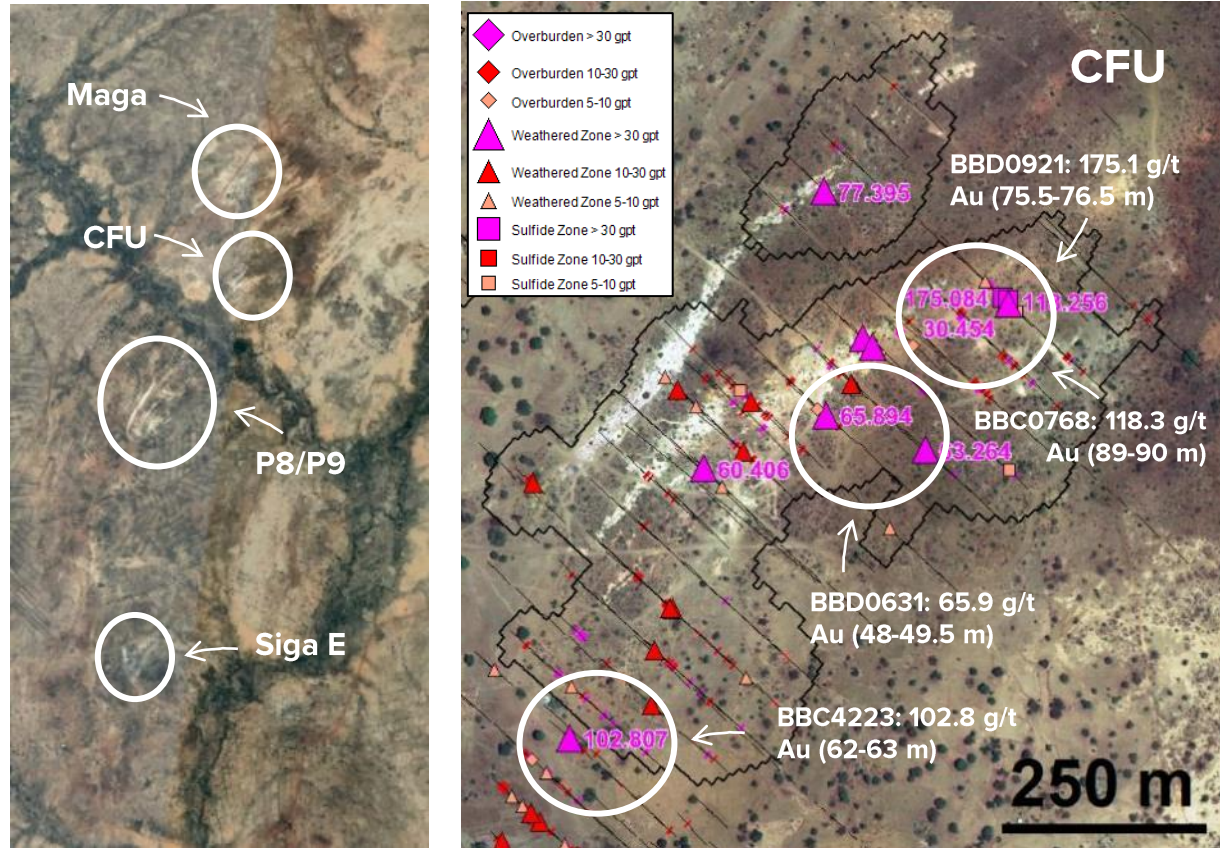 Maga
CFU
P8/P9
Siga E
Overburden > 30 gpt
Overburden 10-30 gpt
Overburden 5-10 gpt
Weathered Zone > 30 gpt
Weathered Zone 10-30 gpt
Weathered Zone 5-10 gpt
Sulfide Zone > 30 gpt
Sulfide Zone 10-30 gpt
Sulfide Zone 5-10 gpt
CFU
BBD0921: 175.1 g/t
Au (75.5-76.5 m)
77.395
175.084
118.256
30.454
BBC0768: 118.3 g/t
Au (89-90 m)
65.894
60.406
BBD0631: 65.9 g/t
Au (48-49.5 m)
BBC4223: 102.8 g/t
Au (62-63 m)
102.807
250 m